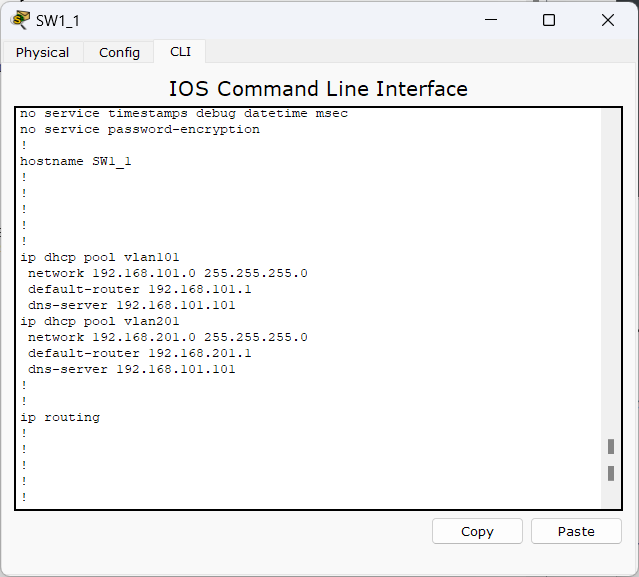 SW1_1
Physical Config CLI
IOS Command Line Interface
no service timestamps debug datetime msec
no service password-encryption
!
hostname SW1_1
!
!
!
!
!
ip dhcp pool vlan101
 network 192.168.101.0 255.255.255.0
 default-router 192.168.101.1
 dns-server 192.168.101.101
ip dhcp pool vlan201
 network 192.168.201.0 255.255.255.0
 default-router 192.168.201.1
 dns-server 192.168.101.101
!
!
ip routing
!
!
!
!
!
Copy Paste